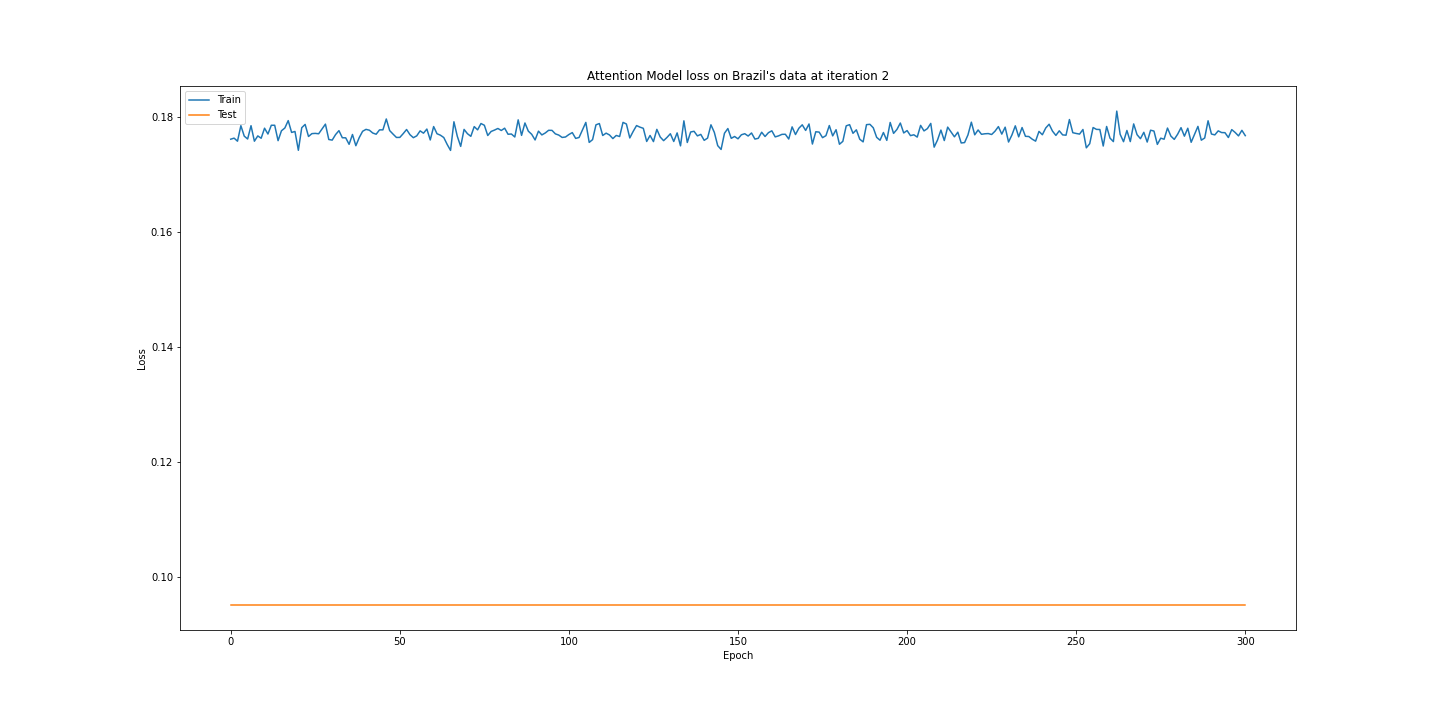 Attention Model loss on Brazil's data at iteration 2
Train
Test
0.18
0.16
0.14
0.12
0.10
Loss
0
50
100
150
200
250
300
Epoch